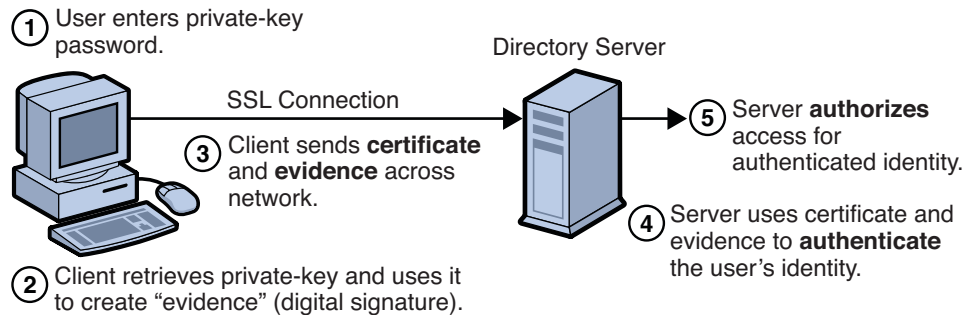 1 User enters private-key
password.
Directory Server
SSL Connection
3 Client sends certificate
and evidence across
network.
5 Server authorizes
access for
authenticated identity.
4 Server uses certificate and
evidence to authenticate
the user’s identity.
2 Client retrieves private-key and uses it
to create “evidence” (digital signature).